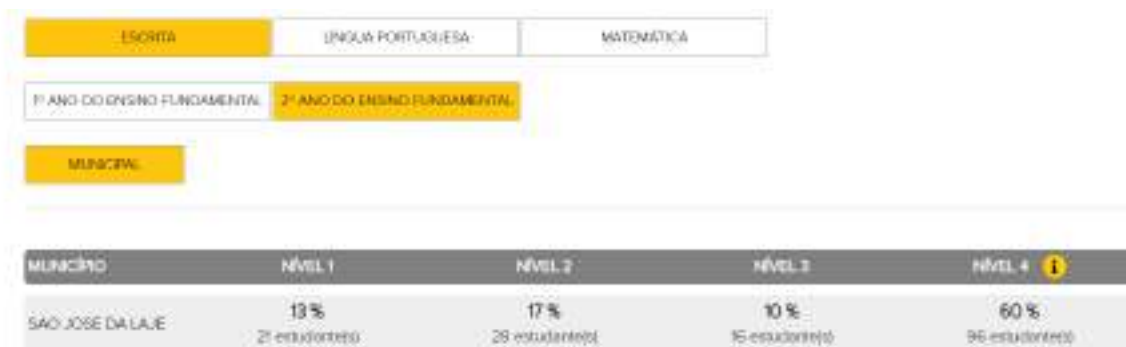 ESCRITA LÍNGUA PORTUGUESA MATEMÁTICA
1º ANO DO ENSINO FUNDAMENTAL 2º ANO DO ENSINO FUNDAMENTAL
MUNICIPAL
MUNICÍPIO NÍVEL 1 NÍVEL 2 NÍVEL 3 NÍVEL 4 i
SAO JOSE DA LAJE 13 % 17 % 10 % 60 %
21 estudante(s) 28 estudante(s) 16 estudante(s) 96 estudante(s)